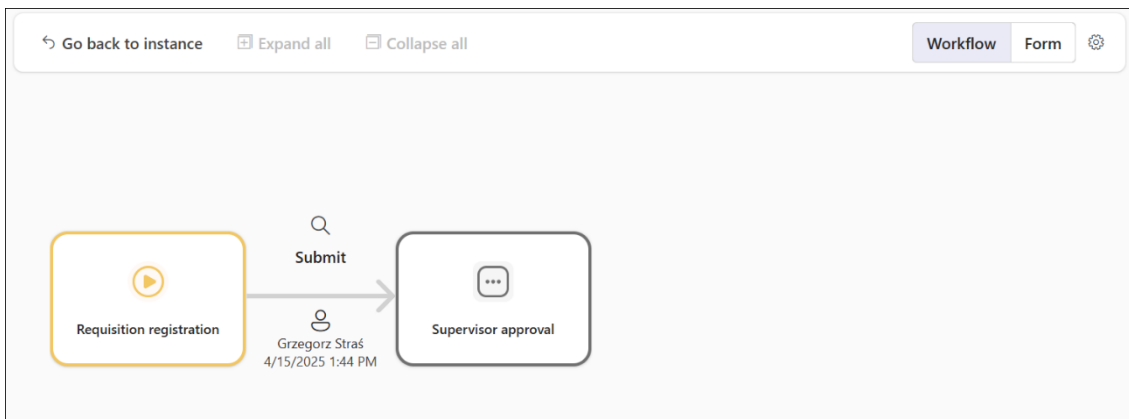 Go back to instance
Expand all
Collapse all
Workflow
Form
Submit
Requisition registration
Grzegorz Straś
4/15/2025 1:44 PM
Supervisor approval